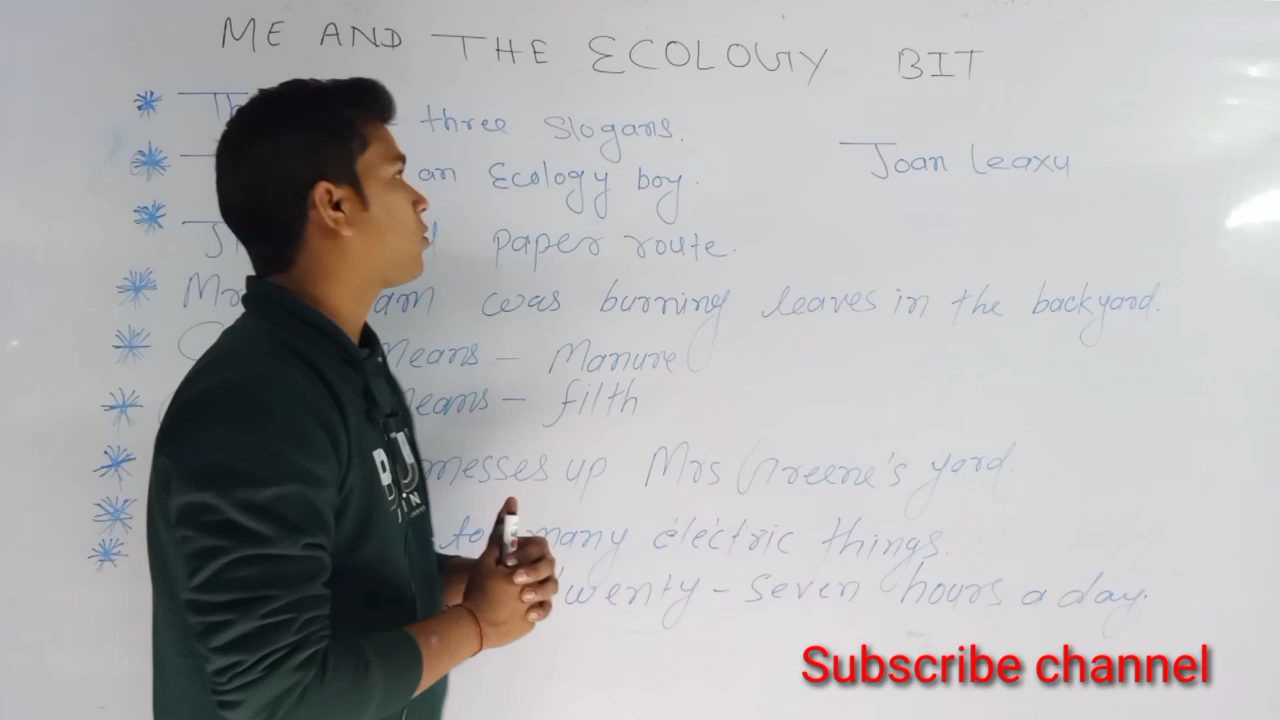 ME AND THE ECOLOGY BIT
three Slogans.
Joan Leaxy
an Ecology boy.
paper route.
was burning leaves in the backyard.
Means - Manure
Means - filth
messes up Mrs Greene's yard.
many electric things.
twenty-seven hours a day.
Subscribe channel